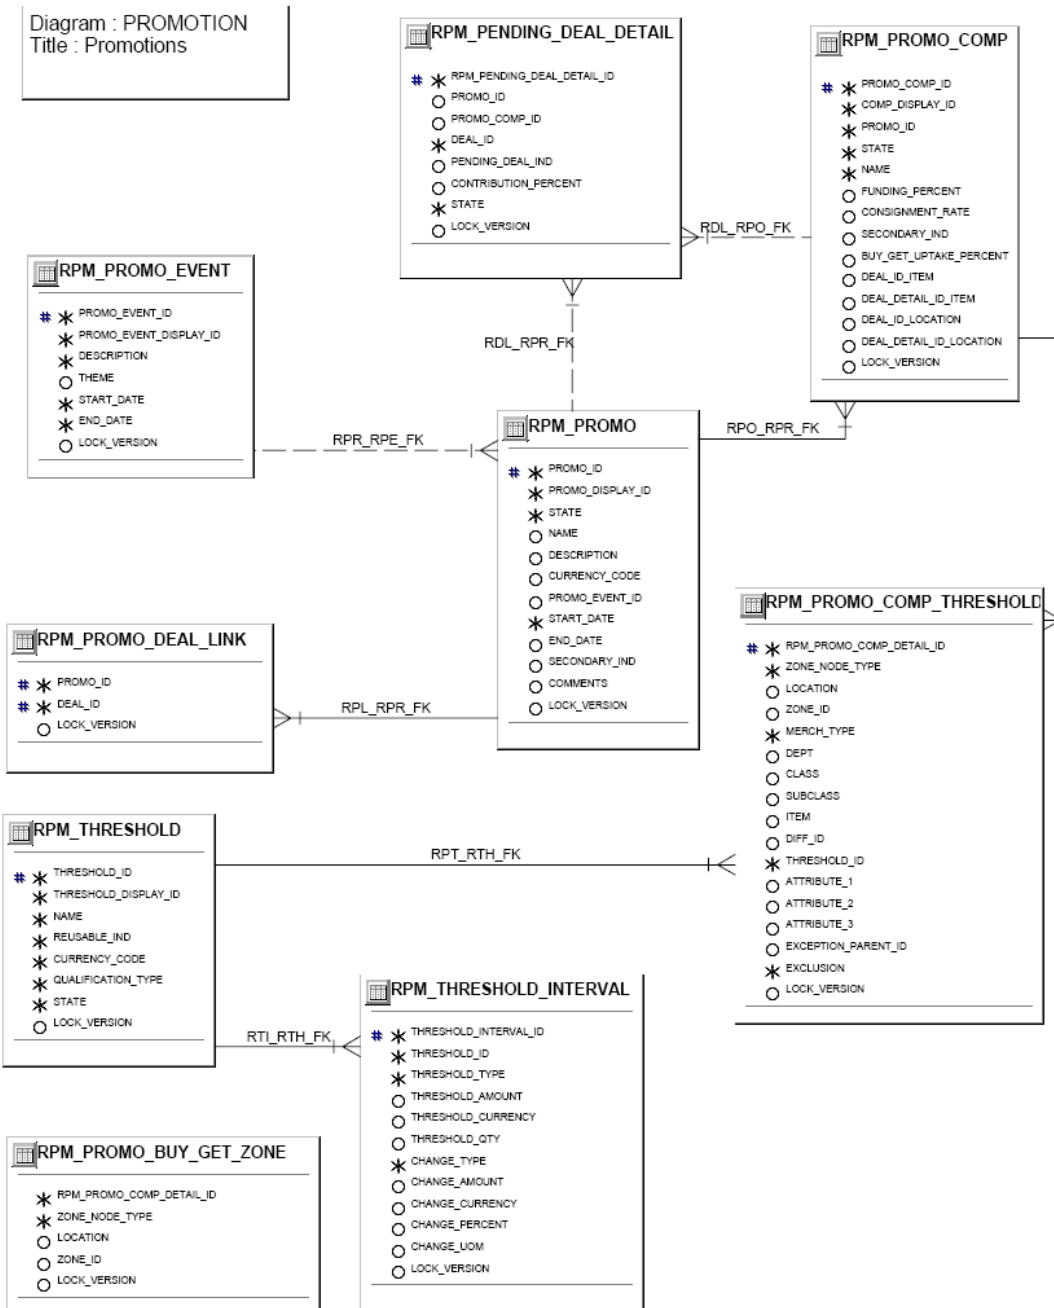 Diagram : PROMOTION
Title : Promotions
RPM_PENDING_DEAL_DETAIL
# * RPM_PENDING_DEAL_DETAIL_ID
PROMO_ID
PROMO_COMP_ID
* DEAL_ID
PENDING_DEAL_IND
CONTRIBUTION_PERCENT
* STATE
LOCK_VERSION
RPM_PROMO_COMP
# * PROMO_COMP_ID
* COMP_DISPLAY_ID
* PROMO_ID
* STATE
* NAME
FUNDING_PERCENT
CONSIGNMENT_RATE
SECONDARY_IND
BUY_GET_UPTAKE_PERCENT
DEAL_ID_ITEM
DEAL_DETAIL_ID_ITEM
DEAL_ID_LOCATION
DEAL_DETAIL_ID_LOCATION
LOCK_VERSION
RDL_RPO_FK
RPM_PROMO_EVENT
# * PROMO_EVENT_ID
* PROMO_EVENT_DISPLAY_ID
* DESCRIPTION
THEME
* START_DATE
* END_DATE
LOCK_VERSION
RDL_RPR_FK
RPR_RPE_FK
RPO_RPR_FK
RPM_PROMO
# * PROMO_ID
* PROMO_DISPLAY_ID
* STATE
NAME
DESCRIPTION
CURRENCY_CODE
PROMO_EVENT_ID
* START_DATE
END_DATE
SECONDARY_IND
COMMENTS
LOCK_VERSION
RPM_PROMO_DEAL_LINK
# * PROMO_ID
# * DEAL_ID
LOCK_VERSION
RPL_RPR_FK
RPM_PROMO_COMP_THRESHOLD
# * RPM_PROMO_COMP_DETAIL_ID
* ZONE_NODE_TYPE
LOCATION
ZONE_ID
* MERCH_TYPE
DEPT
CLASS
SUBCLASS
ITEM
DIFF_ID
* THRESHOLD_ID
ATTRIBUTE_1
ATTRIBUTE_2
ATTRIBUTE_3
EXCEPTION_PARENT_ID
* EXCLUSION
LOCK_VERSION
RPM_THRESHOLD
# * THRESHOLD_ID
* THRESHOLD_DISPLAY_ID
* NAME
* REUSABLE_IND
* CURRENCY_CODE
* QUALIFICATION_TYPE
* STATE
LOCK_VERSION
RPT_RTH_FK
RTI_RTH_FK
RPM_THRESHOLD_INTERVAL
# * THRESHOLD_INTERVAL_ID
* THRESHOLD_ID
* THRESHOLD_TYPE
THRESHOLD_AMOUNT
THRESHOLD_CURRENCY
THRESHOLD_QTY
* CHANGE_TYPE
CHANGE_AMOUNT
CHANGE_CURRENCY
CHANGE_PERCENT
CHANGE_UOM
LOCK_VERSION
RPM_PROMO_BUY_GET_ZONE
* RPM_PROMO_COMP_DETAIL_ID
* ZONE_NODE_TYPE
LOCATION
ZONE_ID
LOCK_VERSION